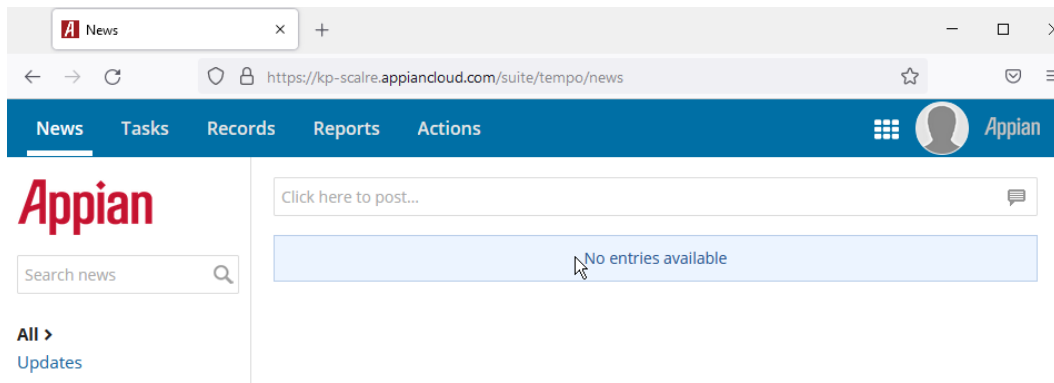 News
https://kp-scalre.appiancloud.com/suite/tempo/news
News Tasks Records Reports Actions Appian
Appian
Click here to post...
Search news
No entries available
All >
Updates